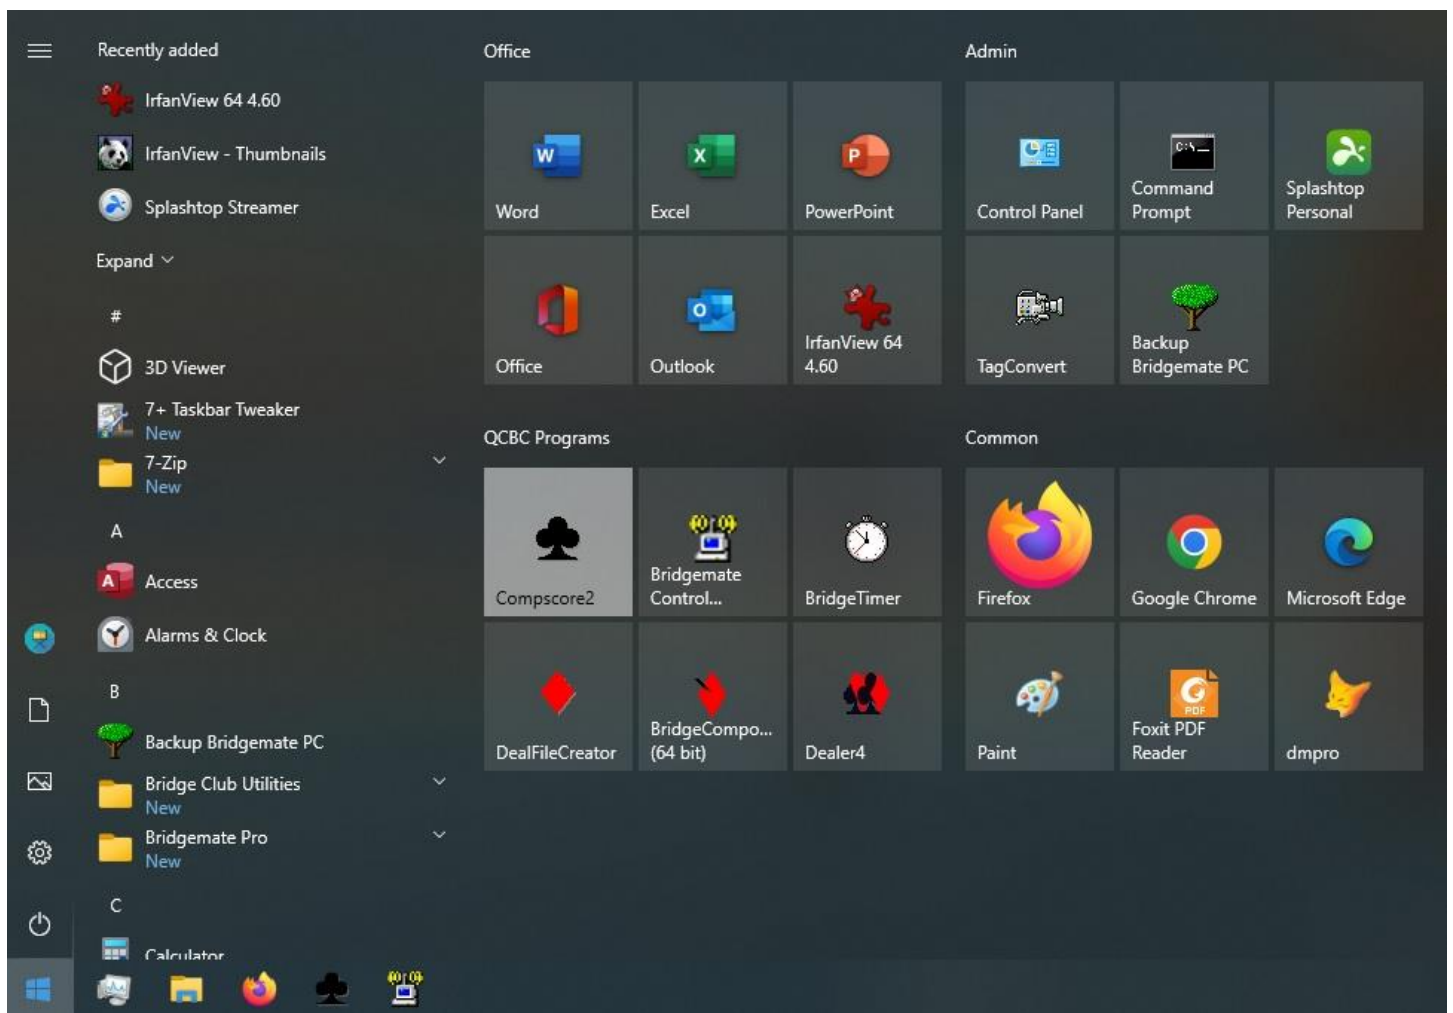 Recently added
IrfanView 64 4.60
IrfanView - Thumbnails
Splashtop Streamer
Expand
#
3D Viewer
7+ Taskbar Tweaker
New
7-Zip
New
A
Access
Alarms & Clock
B
Backup Bridgemate PC
Bridge Club Utilities
New
Bridgemate Pro
New
C
Calculator
Office
W
Word
X
Excel
P
PowerPoint
Office
O
Outlook
IrfanView 64
4.60
Admin
Control Panel
C:\_
Command
Prompt
Splashtop
Personal
TagConvert
Backup
Bridgemate PC
QCBC Programs
Compscore2
Bridgemate
Control...
BridgeTimer
DealFileCreator
BridgeCompo...
(64 bit)
Dealer4
Common
Firefox
Google Chrome
Microsoft Edge
Paint
G
PDF
Foxit PDF
Reader
dmpro